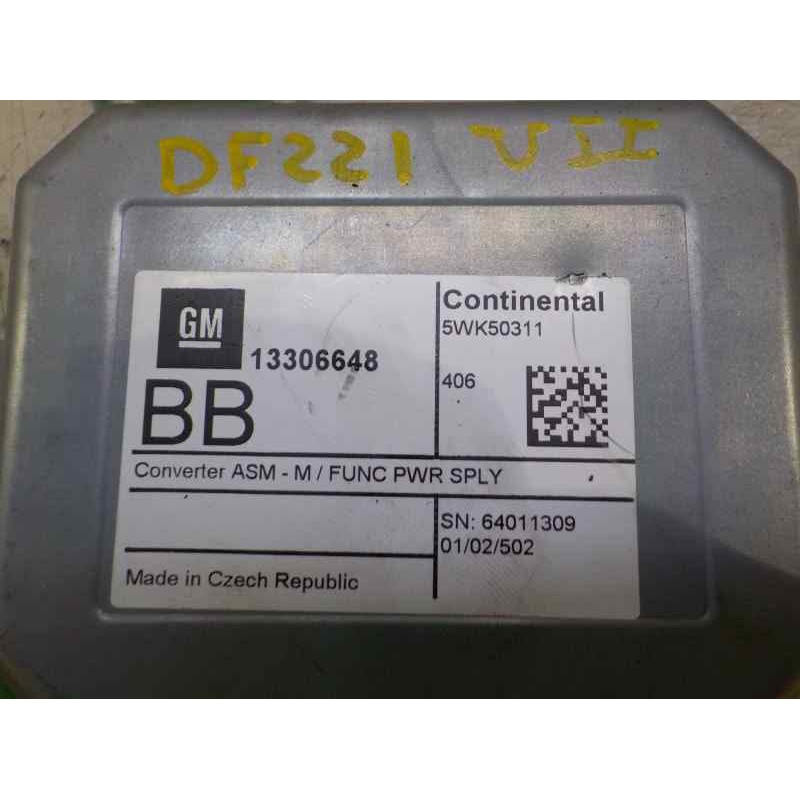 DF221 VII
GM
13306648
BB
Continental
5WK50311
406
Converter ASM - M / FUNC PWR SPLY
SN: 64011309
01/02/502
Made in Czech Republic